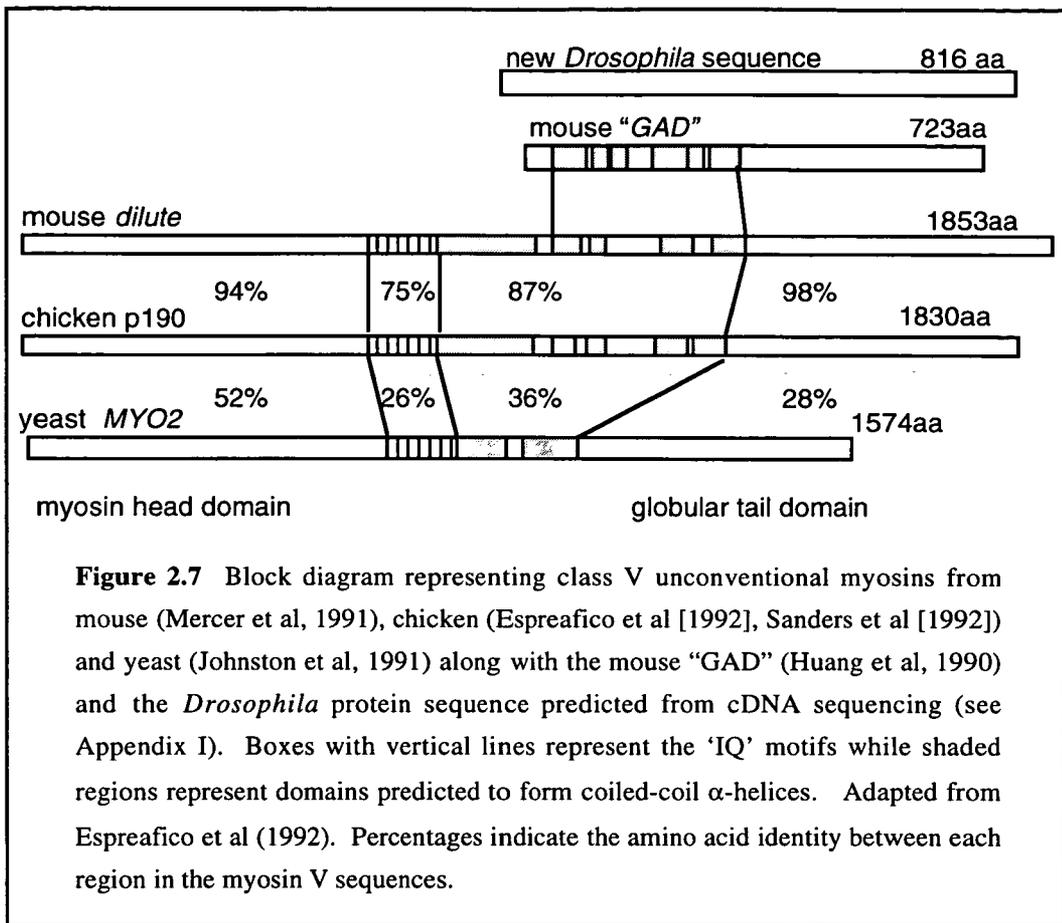 new Drosophila sequence 816 aa
mouse “GAD” 723aa
mouse dilute 1853aa
94% 75% 87% 98%
chicken p190 1830aa
52% 26% 36% 28%
yeast MYO2 1574aa
myosin head domain globular tail domain
Figure 2.7 Block diagram representing class V unconventional myosins from
mouse (Mercer et al, 1991), chicken (Espreafico et al [1992], Sanders et al [1992])
and yeast (Johnston et al, 1991) along with the mouse “GAD” (Huang et al, 1990)
and the Drosophila protein sequence predicted from cDNA sequencing (see
Appendix I). Boxes with vertical lines represent the ‘IQ’ motifs while shaded
regions represent domains predicted to form coiled-coil α-helices. Adapted from
Espreafico et al (1992). Percentages indicate the amino acid identity between each
region in the myosin V sequences.